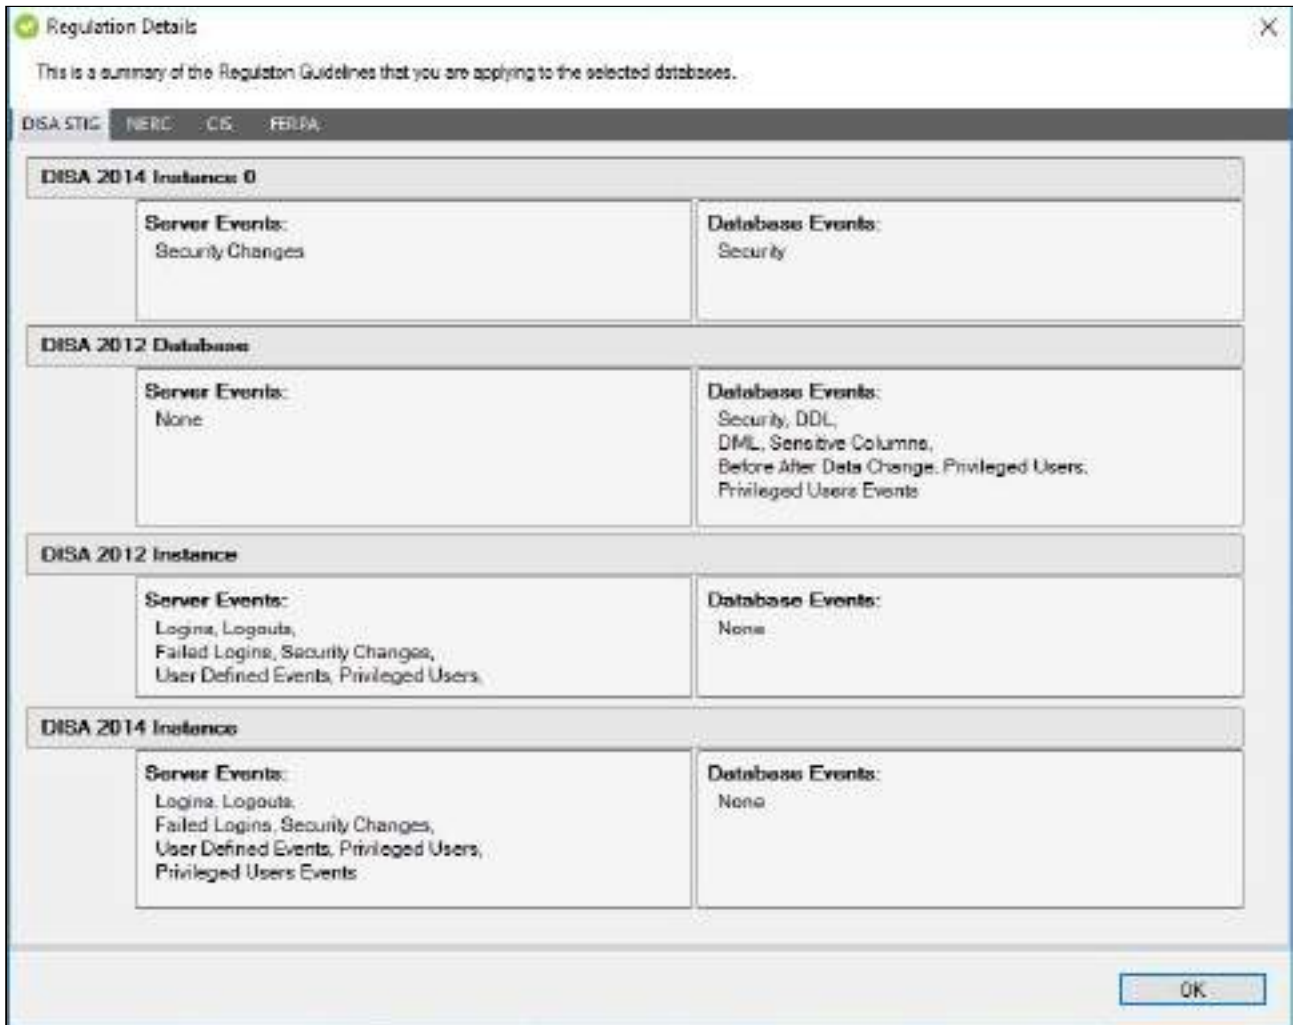 Regulation Details
This is a summary of the Regulaton Guidelines that you are applying to the selected databases.
DISA STIG NERC CIS FERPA
DISA 2014 Instance 0
Server Events: Database Events:
Security Changes Security
DISA 2012 Database
Server Events: Database Events:
None Security, DDL,
DML, Sensitive Columns,
Before After Data Change, Privileged Users,
Privileged Users Events
DISA 2012 Instance
Server Events: Database Events:
Logins, Logouts, None
Failed Logins, Security Changes,
User Defined Events, Privileged Users,
DISA 2014 Instance
Server Events: Database Events:
Logins, Logouts, None
Failed Logins, Security Changes,
User Defined Events, Privileged Users,
Privileged Users Events
OK